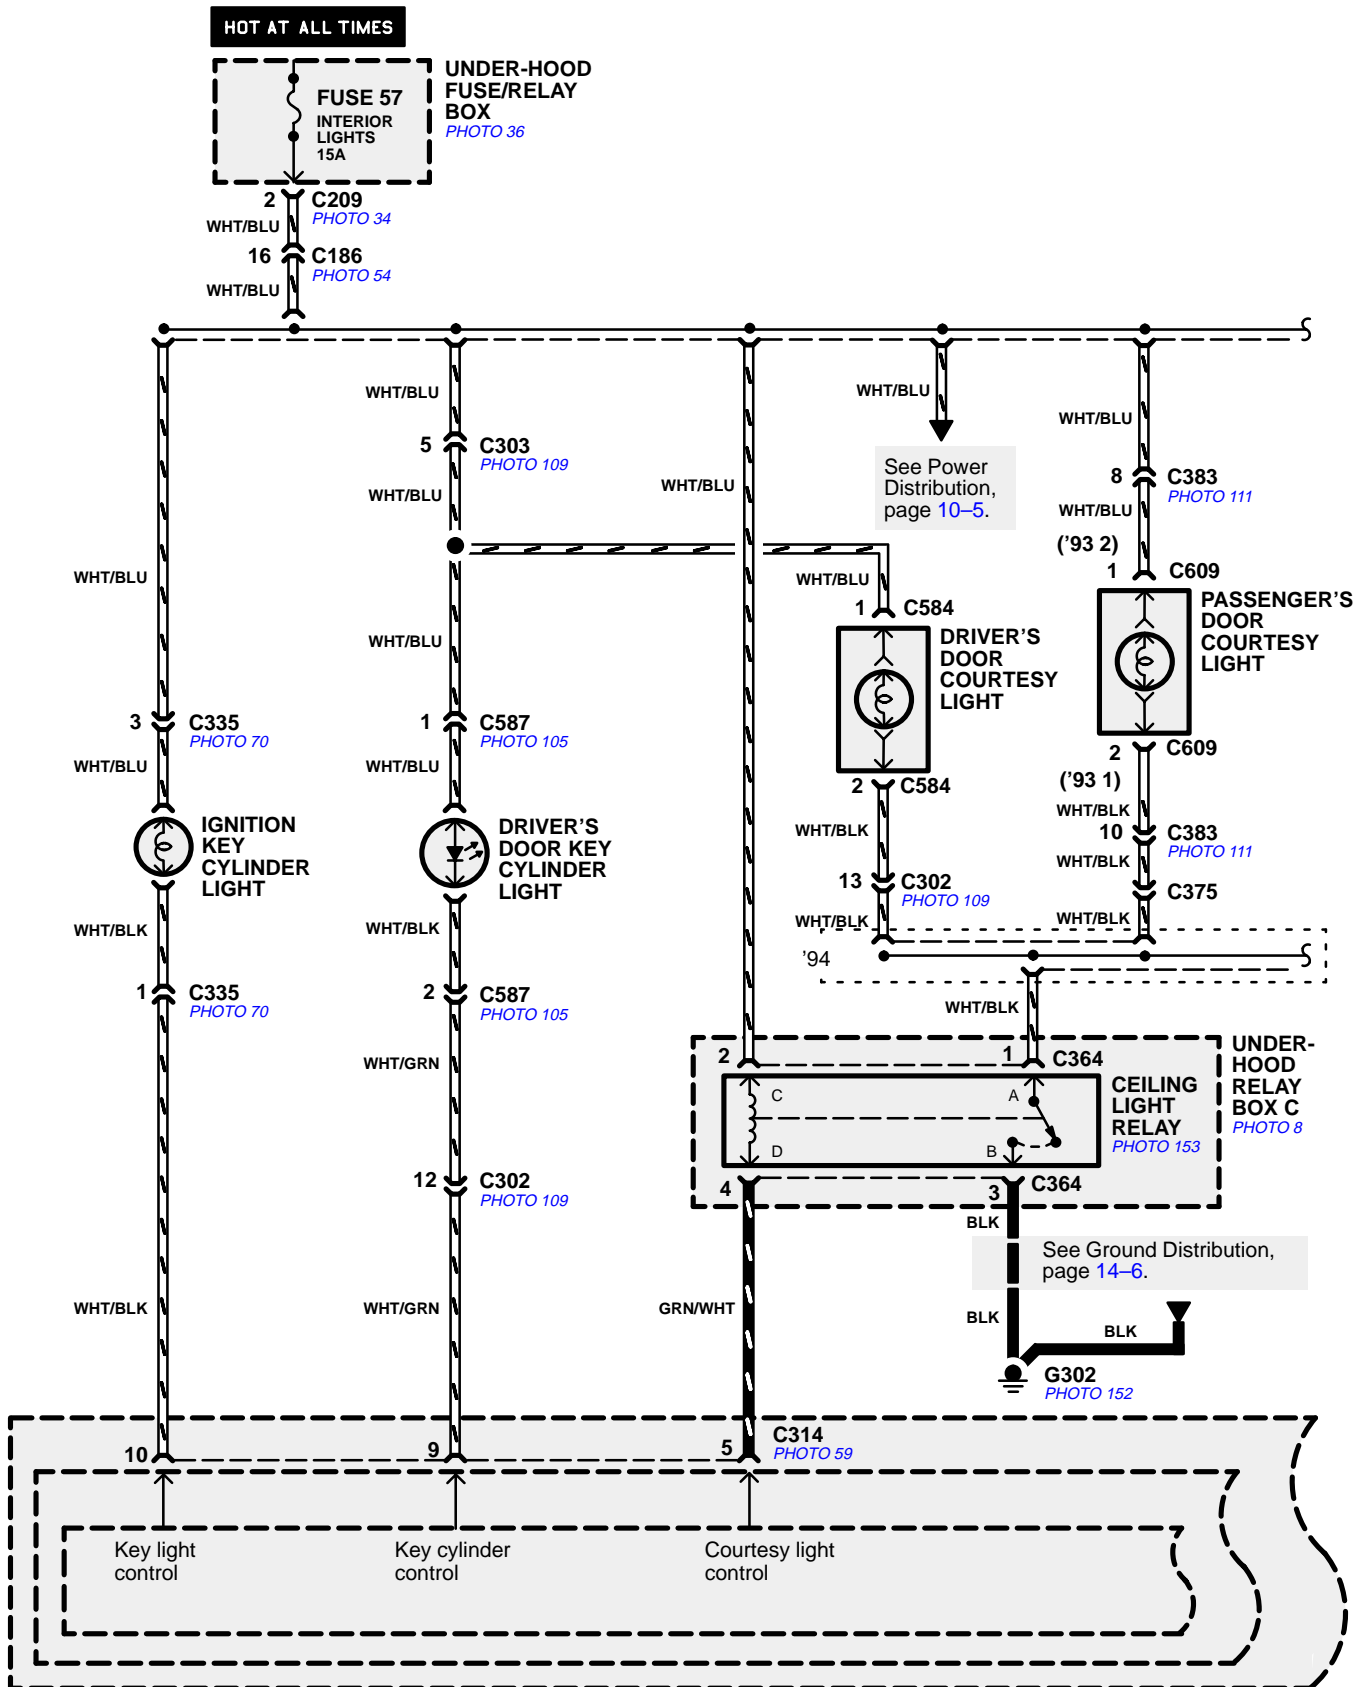 HOT AT ALL TIMES
UNDER-HOOD
FUSE/RELAY
BOX
PHOTO 36
FUSE 57
INTERIOR
LIGHTS
15A
2
C209
PHOTO 34
WHT/BLU
16
C186
PHOTO 54
WHT/BLU
WHT/BLU
5
C303
PHOTO 109
WHT/BLU
WHT/BLU
WHT/BLU
See Power
Distribution,
page 10–5.
WHT/BLU
8
C383
PHOTO 111
WHT/BLU
('93 2)
1
C609
PASSENGER'S
DOOR
COURTESY
LIGHT
WHT/BLU
WHT/BLU
1
C584
DRIVER'S
DOOR
COURTESY
LIGHT
WHT/BLU
3
C335
PHOTO 70
WHT/BLU
1
C587
PHOTO 105
WHT/BLU
2
C584
2
C609
('93 1)
WHT/BLK
10
C383
PHOTO 111
WHT/BLK
C375
WHT/BLK
IGNITION
KEY
CYLINDER
LIGHT
DRIVER'S
DOOR KEY
CYLINDER
LIGHT
WHT/BLK
13
C302
PHOTO 109
WHT/BLK
'94
WHT/BLK
1
C335
PHOTO 70
WHT/BLK
2
C587
PHOTO 105
WHT/GRN
WHT/BLK
2
1
C364
UNDER-
HOOD
RELAY
BOX C
PHOTO 8
C
A
D
B
CEILING
LIGHT
RELAY
PHOTO 153
12
C302
PHOTO 109
4
3
C364
BLK
See Ground Distribution,
page 14–6.
WHT/BLK
WHT/GRN
GRN/WHT
BLK
BLK
G302
PHOTO 152
10
9
5
C314
PHOTO 59
Key light
control
Key cylinder
control
Courtesy light
control